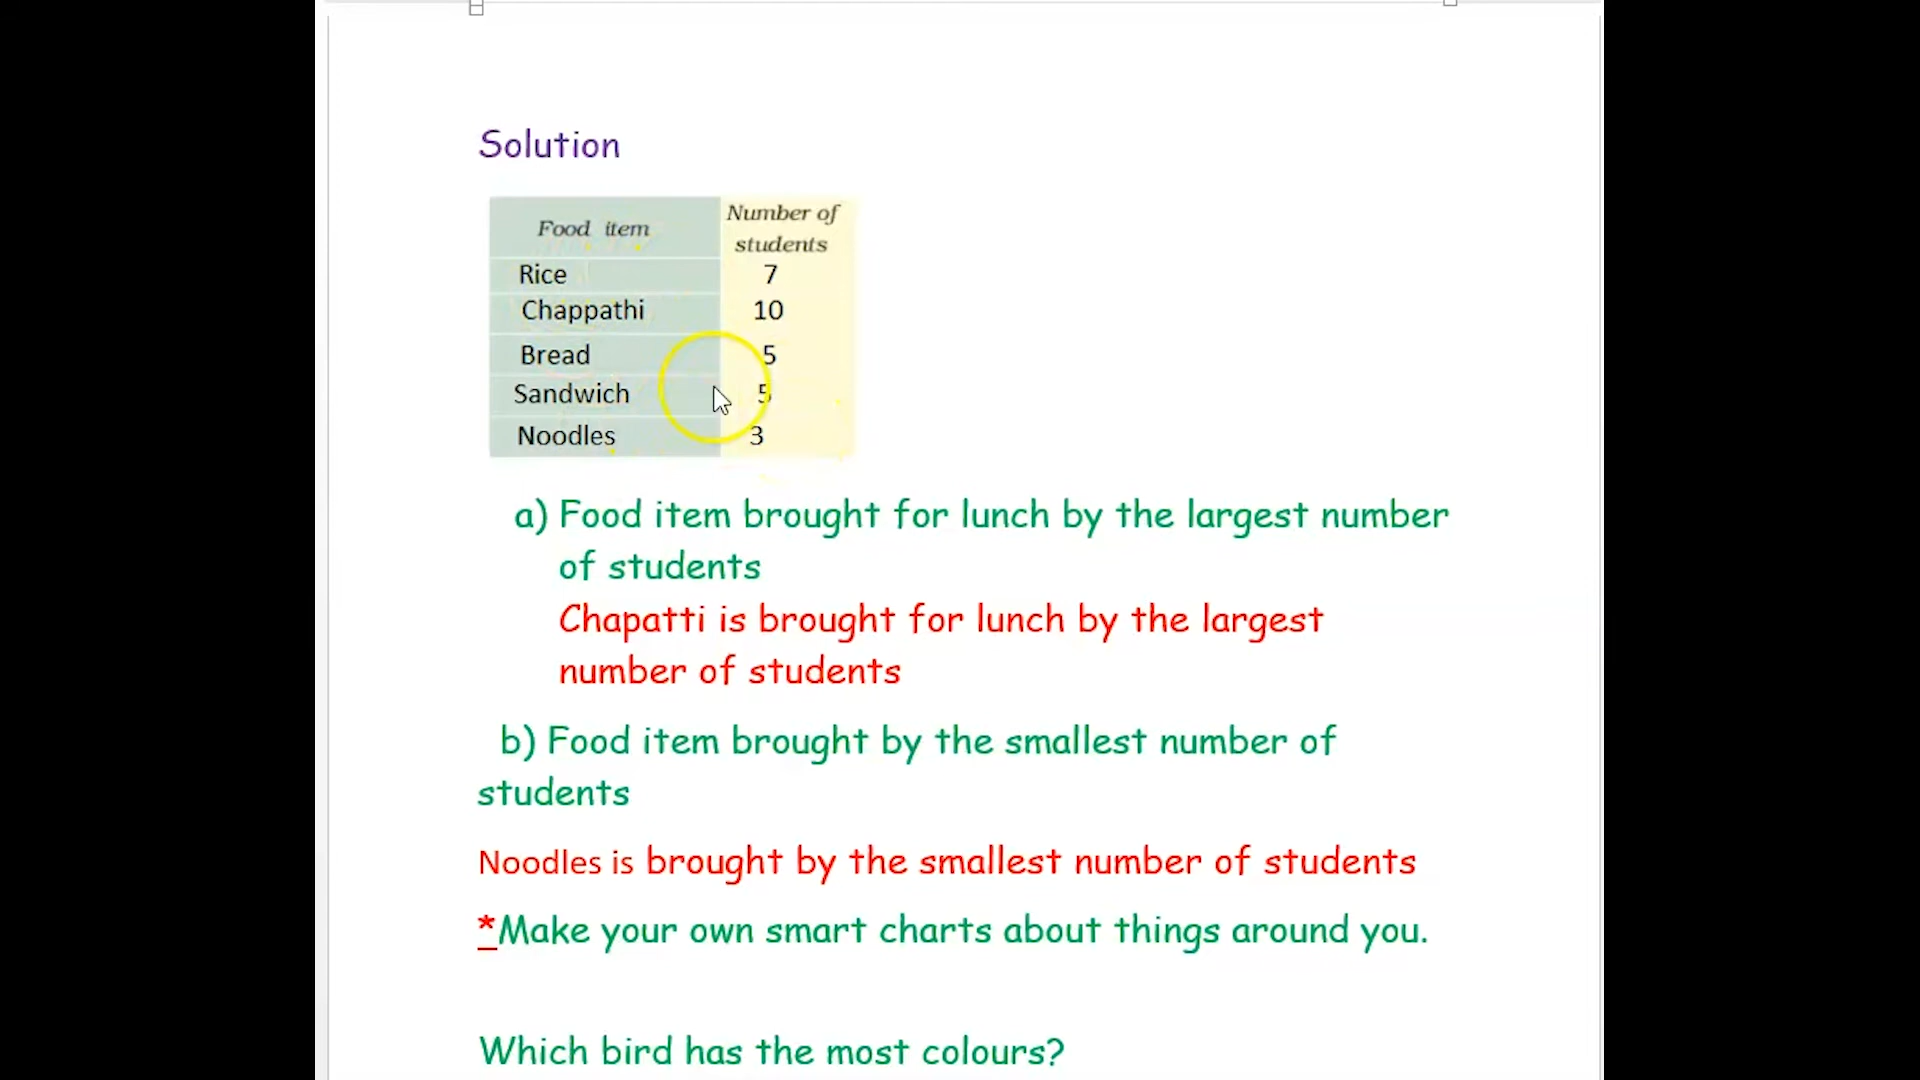 Solution
Food item Number of students
Rice 7
Chappathi 10
Bread 5
Sandwich 5
Noodles 3
a) Food item brought for lunch by the largest number
of students
Chapatti is brought for lunch by the largest
number of students
b) Food item brought by the smallest number of
students
Noodles is brought by the smallest number of students
*Make your own smart charts about things around you.
Which bird has the most colours?